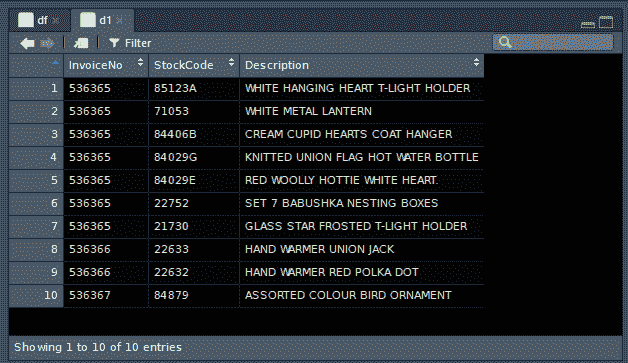 df d1
Filter
InvoiceNo StockCode Description
1 536365 85123A WHITE HANGING HEART T-LIGHT HOLDER
2 536365 71053 WHITE METAL LANTERN
3 536365 84406B CREAM CUPID HEARTS COAT HANGER
4 536365 84029G KNITTED UNION FLAG HOT WATER BOTTLE
5 536365 84029E RED WOOLLY HOTTIE WHITE HEART.
6 536365 22752 SET 7 BABUSHKA NESTING BOXES
7 536365 21730 GLASS STAR FROSTED T-LIGHT HOLDER
8 536366 22633 HAND WARMER UNION JACK
9 536366 22632 HAND WARMER RED POLKA DOT
10 536367 84879 ASSORTED COLOUR BIRD ORNAMENT
Showing 1 to 10 of 10 entries